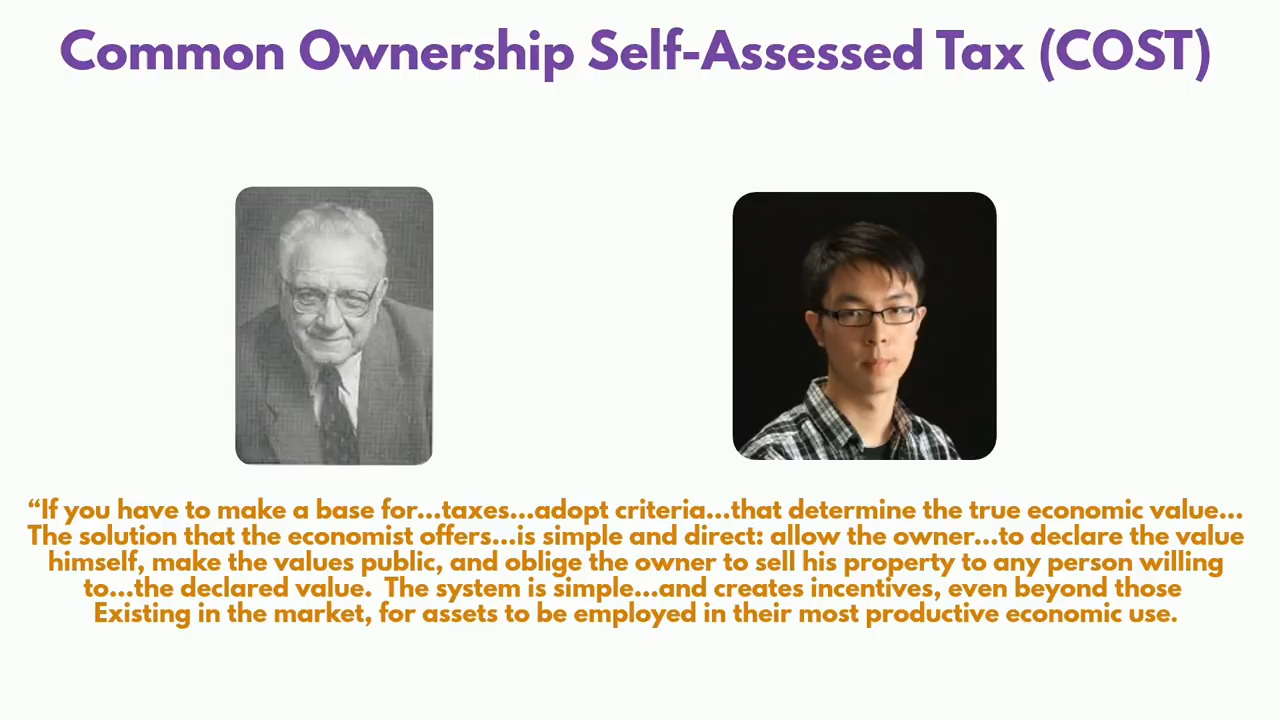 Common Ownership Self-Assessed Tax (COST)
“If you have to make a base for...taxes...adopt criteria...that determine the true economic value...
The solution that the economist offers...is simple and direct: allow the owner...to declare the value
himself, make the values public, and oblige the owner to sell his property to any person willing
to...the declared value.  The system is simple...and creates incentives, even beyond those
Existing in the market, for assets to be employed in their most productive economic use.